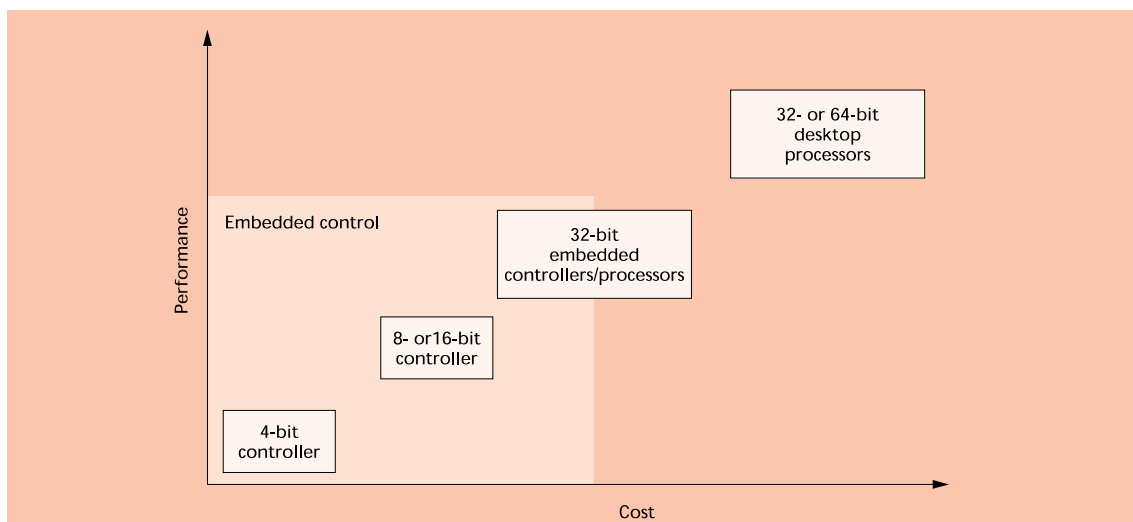 32- or 64-bit
desktop
processors
Embedded control
32-bit
embedded
controllers/processors
Performance
8- or16-bit
controller
4-bit
controller
Cost